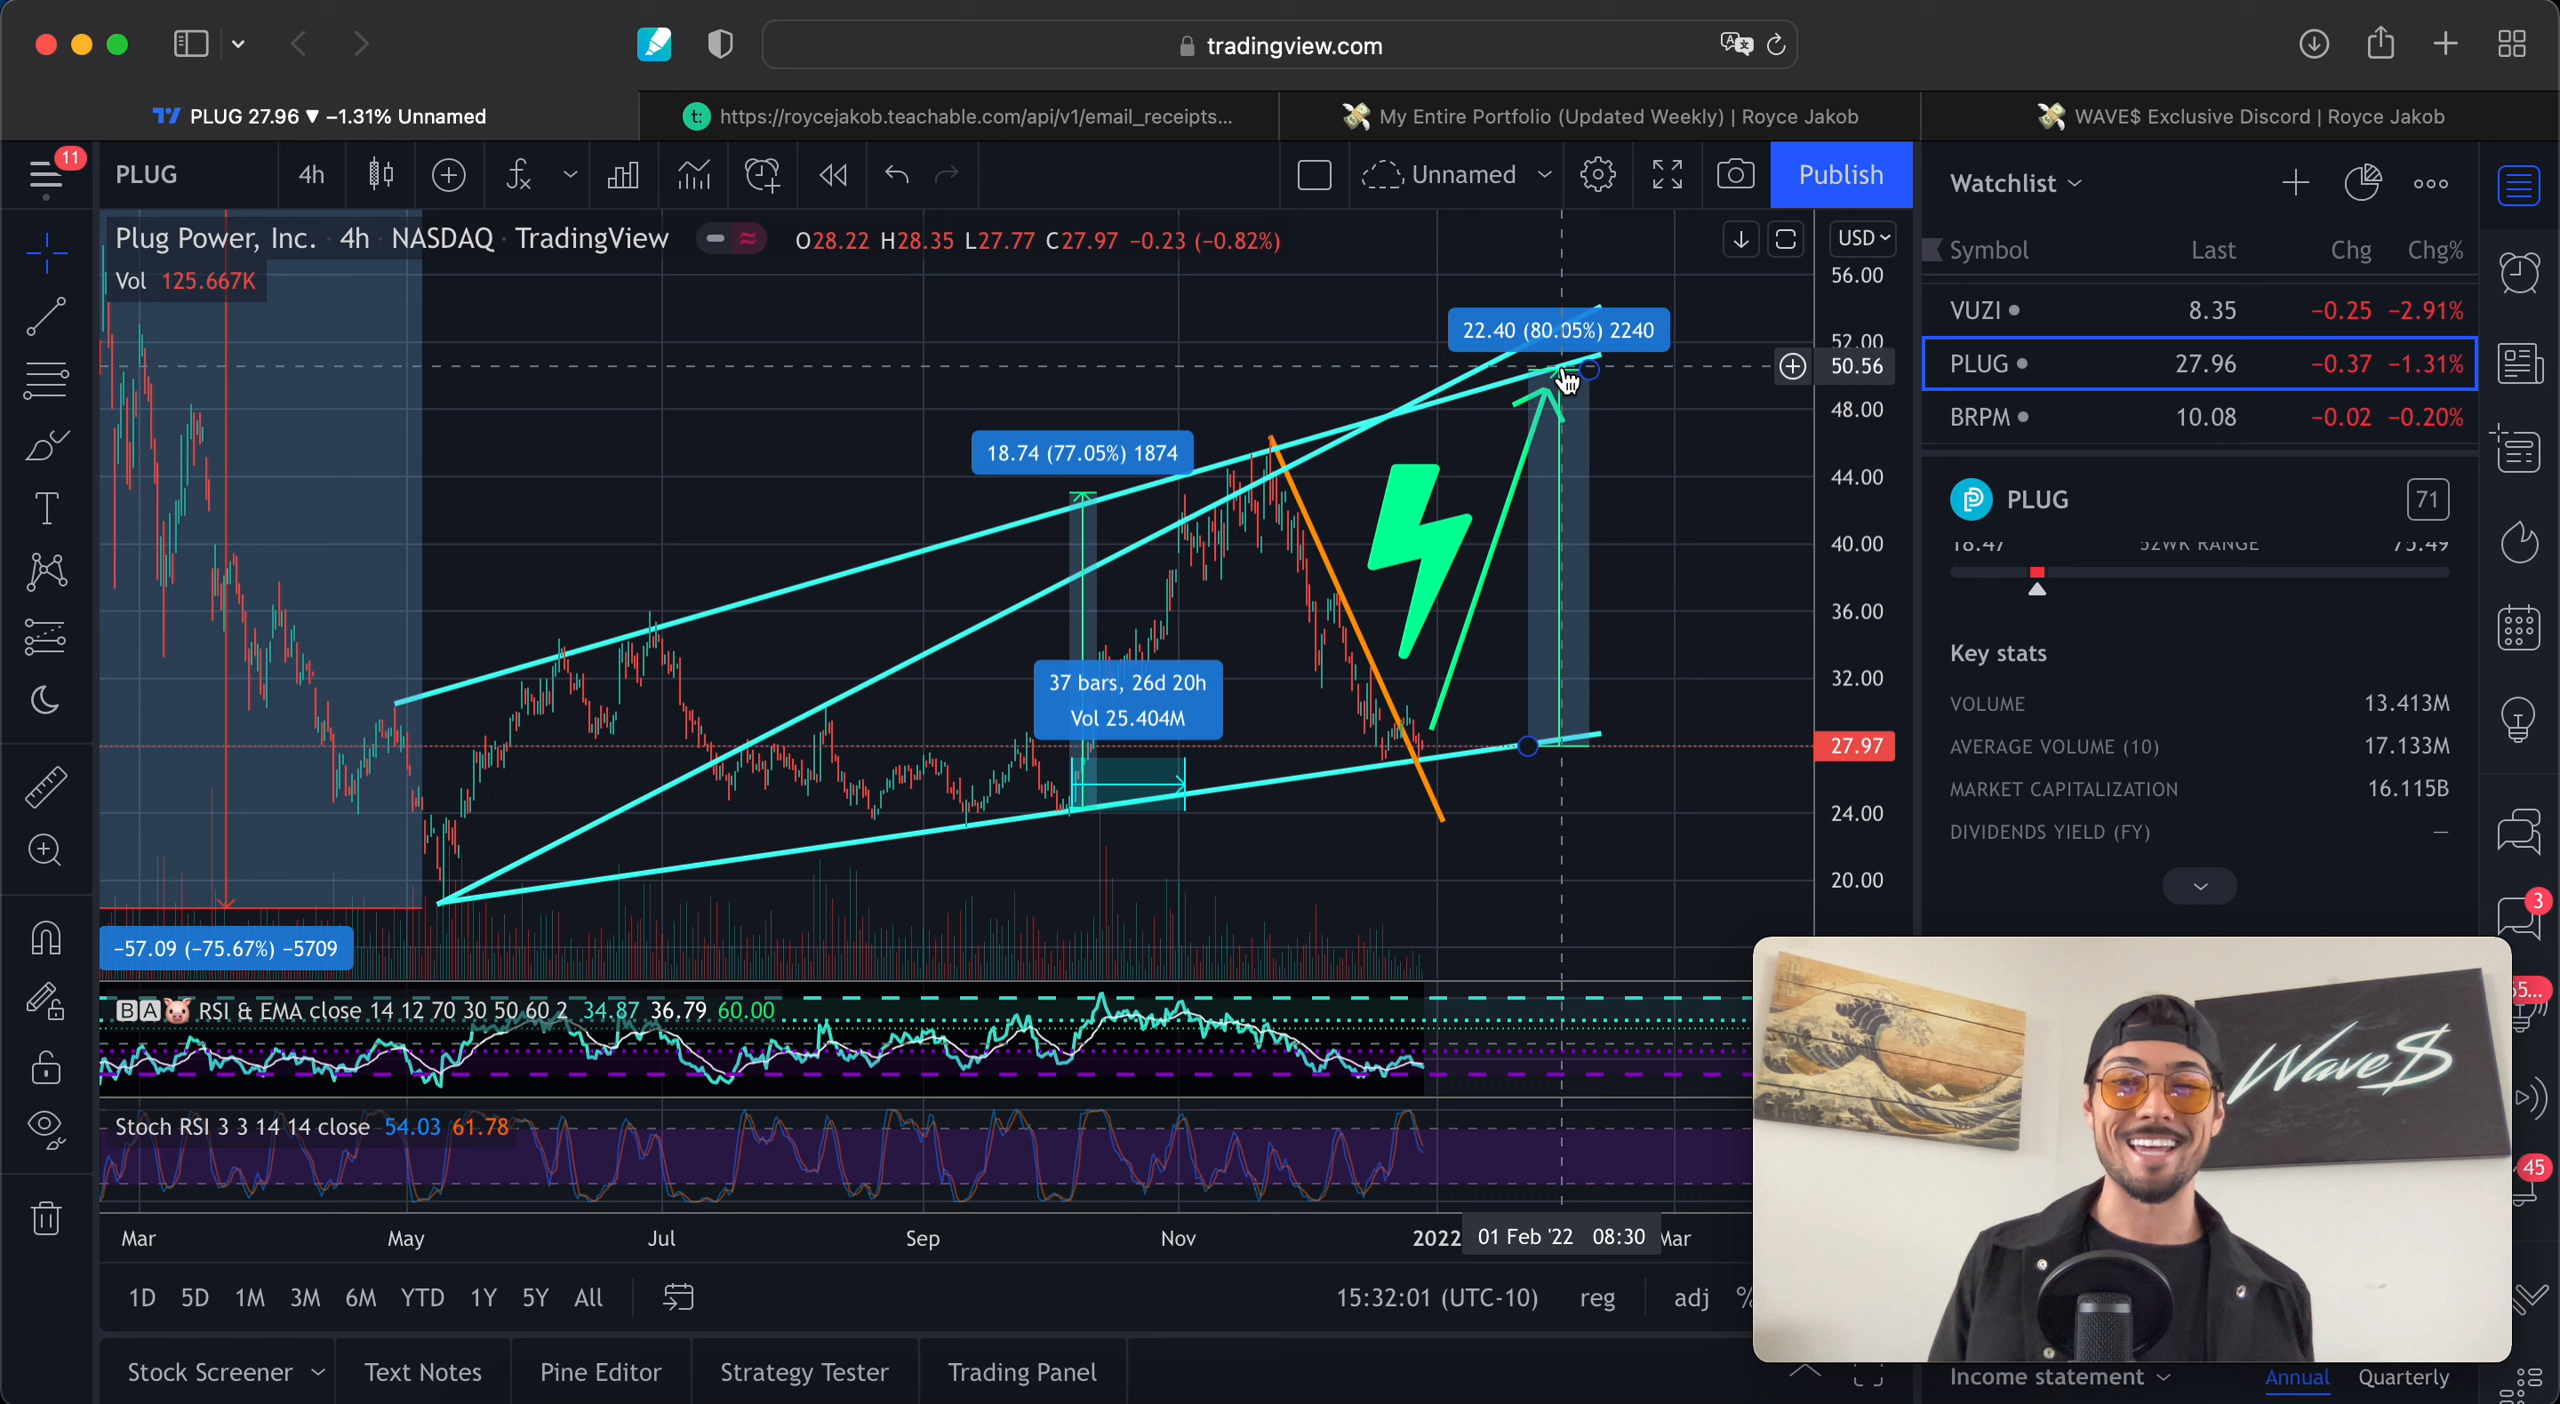 tradingview.com
PLUG 27.96 ▼ −1.31% Unnamed
t:
https://roycejakob.teachable.com/api/v1/email_receipts...
My Entire Portfolio (Updated Weekly) | Royce Jakob
WAVE$ Exclusive Discord | Royce Jakob
11
PLUG
4h
Unnamed
Publish
Plug Power, Inc. · 4h · NASDAQ · TradingView
O28.22 H28.35 L27.77 C27.97 −0.23 (−0.82%)
Vol 125.667K
USD
56.00
52.00
50.56
48.00
44.00
40.00
36.00
32.00
27.97
24.00
20.00
22.40 (80.05%) 2240
18.74 (77.05%) 1874
37 bars, 26d 20h
Vol 25.404M
−57.09 (−75.67%) −5709
BA RSI & EMA close 14 12 70 30 50 60 2 34.87 36.79 60.00
Stoch RSI 3 3 14 14 close 54.03 61.78
Mar
May
Jul
Sep
Nov
2022
01 Feb '22 08:30
Mar
1D 5D 1M 3M 6M YTD 1Y 5Y All
15:32:01 (UTC-10)
reg
adj
%
Stock Screener
Text Notes
Pine Editor
Strategy Tester
Trading Panel
Watchlist
Symbol Last Chg Chg%
VUZI 8.35 −0.25 −2.91%
PLUG 27.96 −0.37 −1.31%
BRPM 10.08 −0.02 −0.20%
PLUG
71
18.47 52WK RANGE 75.49
Key stats
VOLUME 13.413M
AVERAGE VOLUME (10) 17.133M
MARKET CAPITALIZATION 16.115B
DIVIDENDS YIELD (FY) —
3
Wave$
45
Income statement
Annual
Quarterly